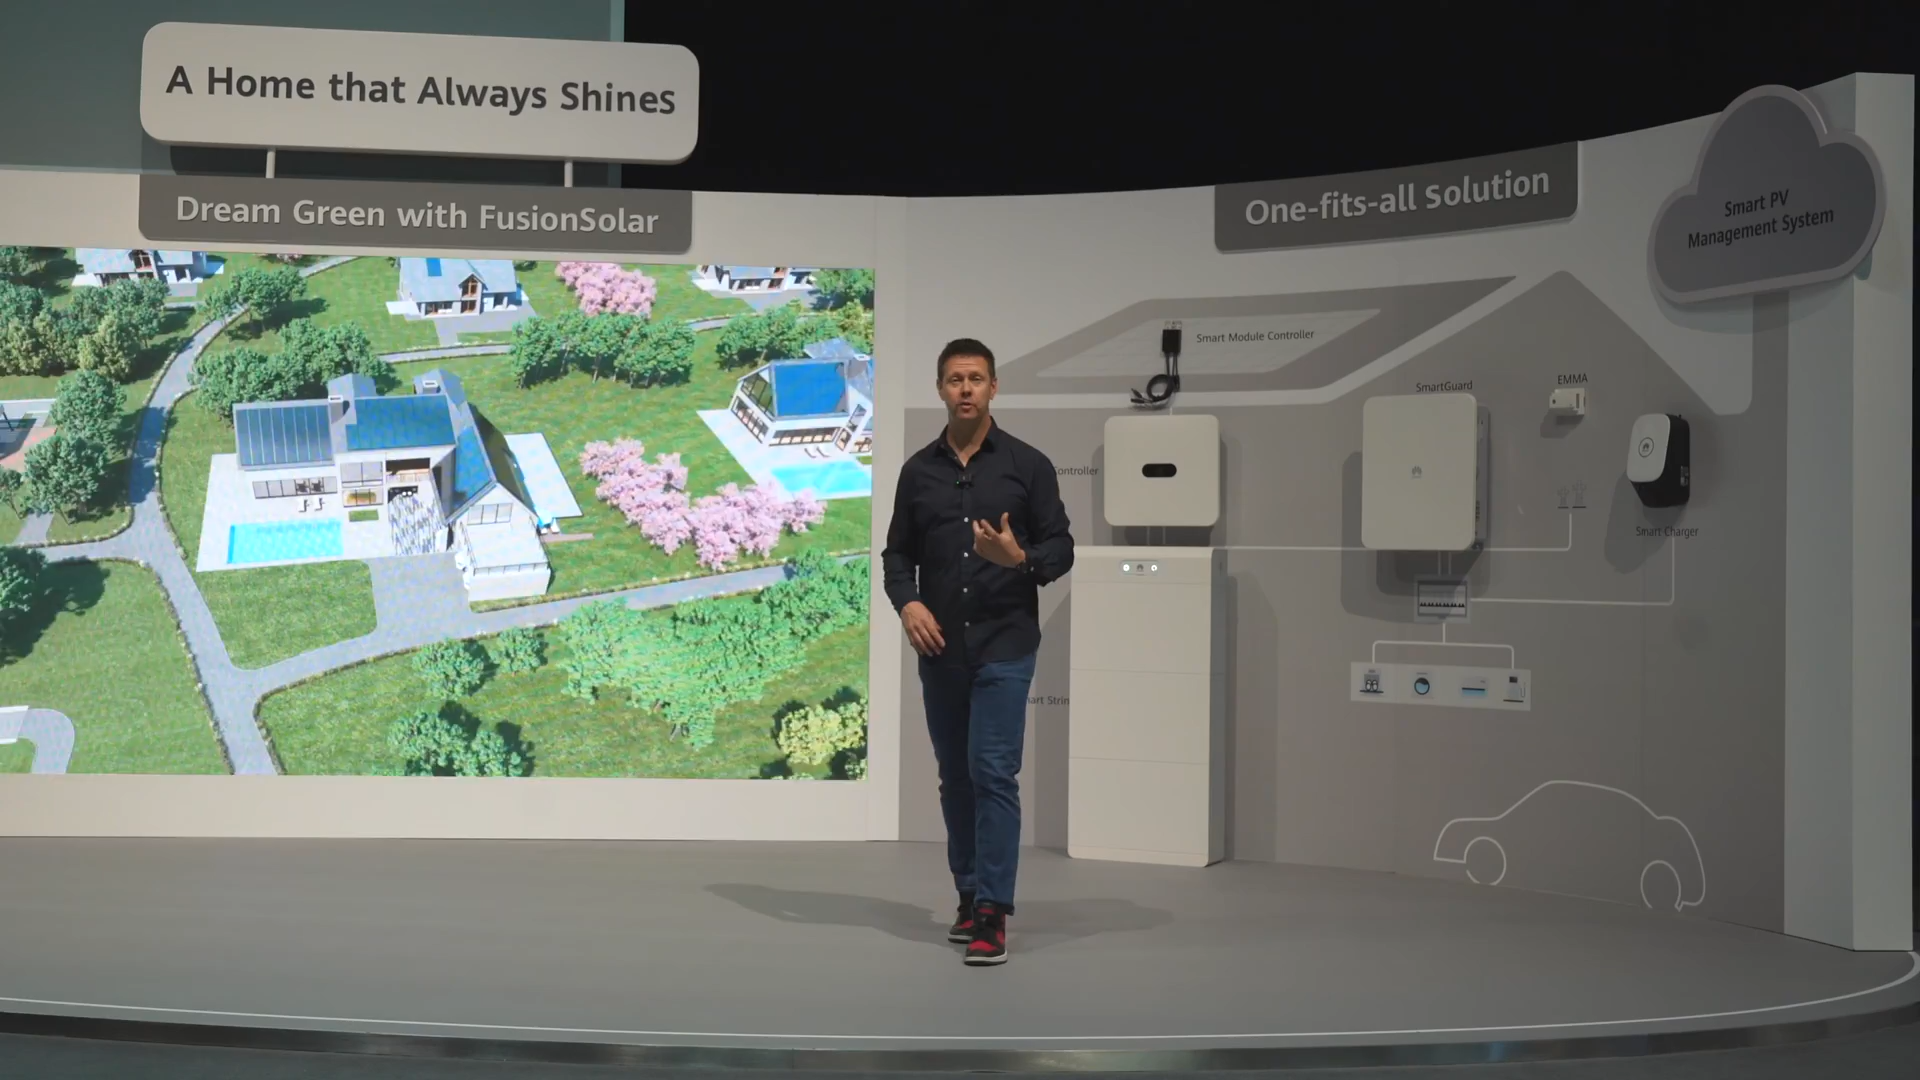 A Home that Always Shines
Dream Green with FusionSolar
One-fits-all Solution
Smart PV
Management System
Smart Module Controller
SmartGuard
EMMA
Controller
Smart Charger